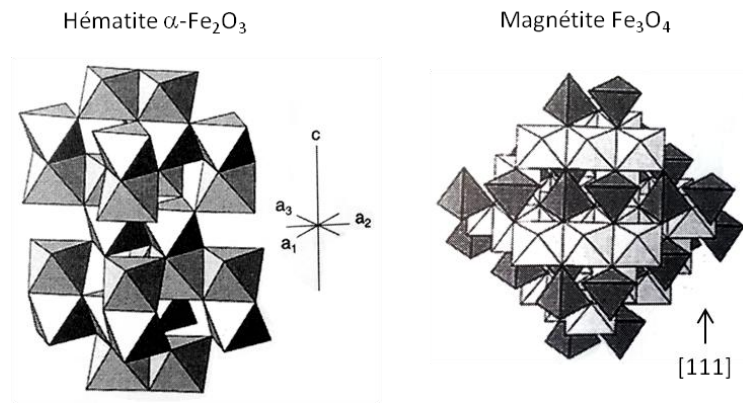 Hématite α-Fe₂O₃
Magnétite Fe₃O₄
c
a₃
a₂
a₁
[111]